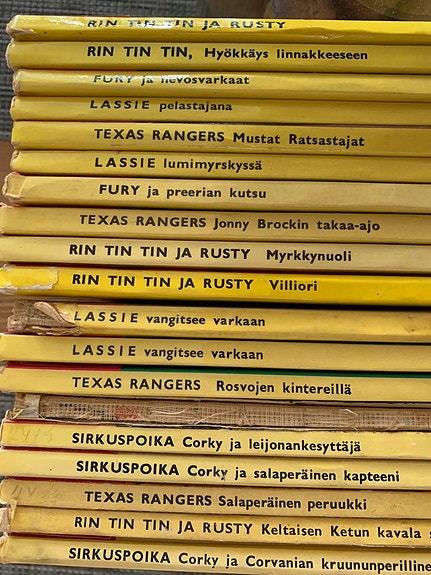 RIN TIN TIN JA RUSTY
RIN TIN TIN, Hyökkäys linnakkeeseen
FURY ja hevosvarkaat
LASSIE pelastajana
TEXAS RANGERS Mustat Ratsastajat
LASSIE lumimyrskyssä
FURY ja preerian kutsu
TEXAS RANGERS Jonny Brockin takaa-ajo
RIN TIN TIN JA RUSTY Myrkkynuoli
RIN TIN TIN JA RUSTY Villiori
LASSIE vangitsee varkaan
LASSIE vangitsee varkaan
TEXAS RANGERS Rosvojen kintereillä
SIRKUSPOIKA Corky ja leijonankesyttäjä
SIRKUSPOIKA Corky ja salaperäinen kapteeni
TEXAS RANGERS Salaperäinen peruukki
RIN TIN TIN JA RUSTY Keltaisen Ketun kavala s
SIRKUSPOIKA Corky ja Corvanian kruununperilline